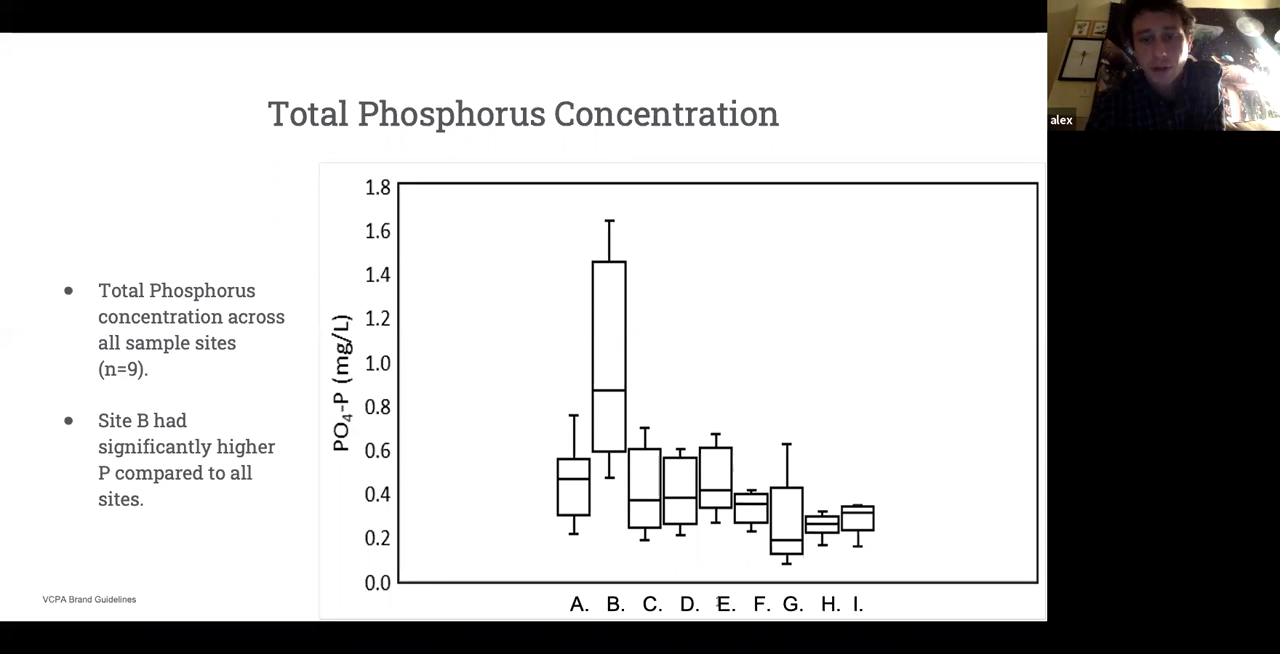 Total Phosphorus Concentration
alex
● Total Phosphorus
concentration across
all sample sites
(n=9).
● Site B had
significantly higher
P compared to all
sites.
PO₄-P (mg/L)
1.8
1.6
1.4
1.2
1.0
0.8
0.6
0.4
0.2
0.0
A. B. C. D. E. F. G. H. I.
VCPA Brand Guidelines